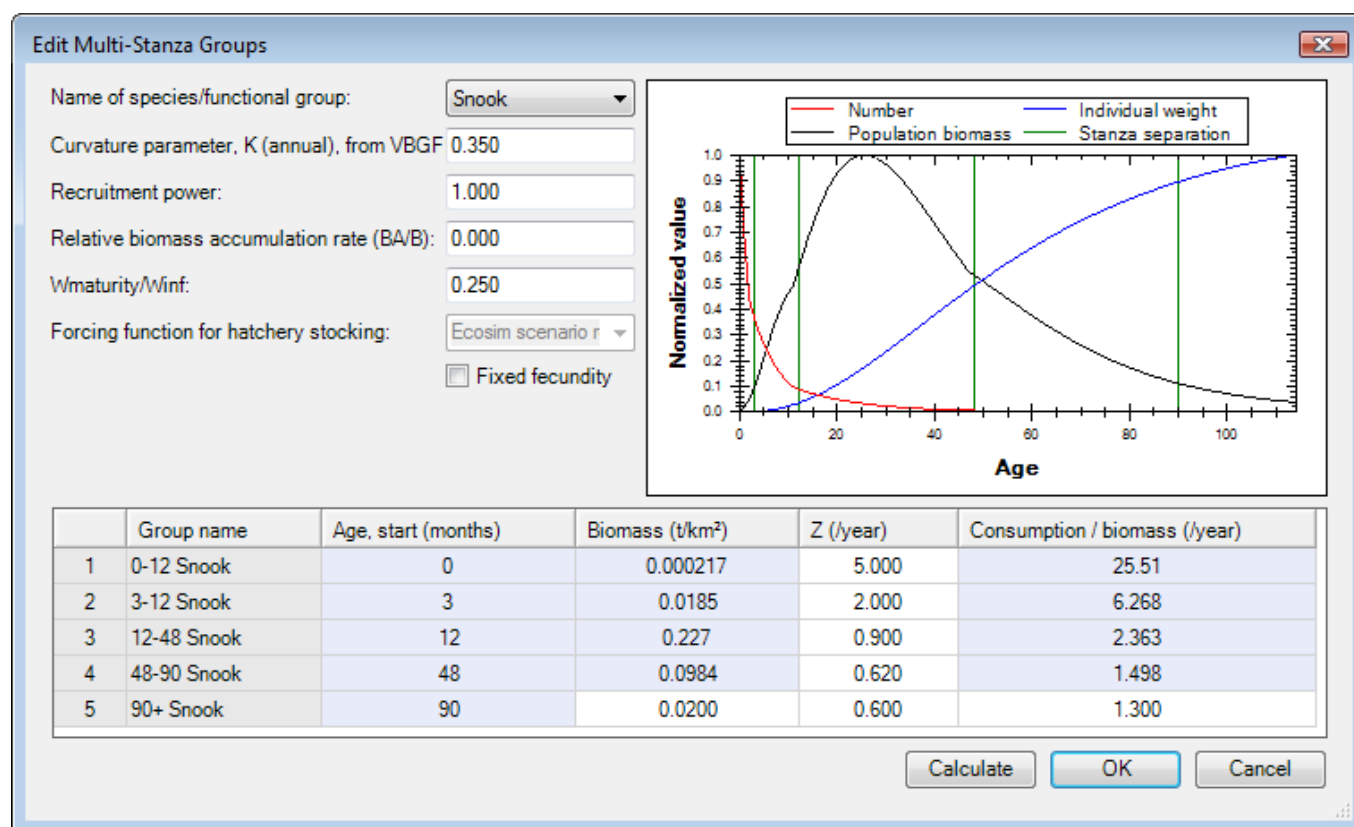 Edit Multi-Stanza Groups
Name of species/functional group: Snook
Curvature parameter, K (annual), from VBGF 0.350
Recruitment power: 1.000
Relative biomass accumulation rate (BA/B): 0.000
Wmaturity/Winf: 0.250
Forcing function for hatchery stocking: Ecosim scenario r
Fixed fecundity
Number Individual weight
Population biomass Stanza separation
Normalized value
1.0
0.9
0.8
0.7
0.6
0.5
0.4
0.3
0.2
0.1
0.0
0 20 40 60 80 100
Age
Group name Age, start (months) Biomass (t/km²) Z (/year) Consumption / biomass (/year)
1 0-12 Snook 0 0.000217 5.000 25.51
2 3-12 Snook 3 0.0185 2.000 6.268
3 12-48 Snook 12 0.227 0.900 2.363
4 48-90 Snook 48 0.0984 0.620 1.498
5 90+ Snook 90 0.0200 0.600 1.300
Calculate OK Cancel